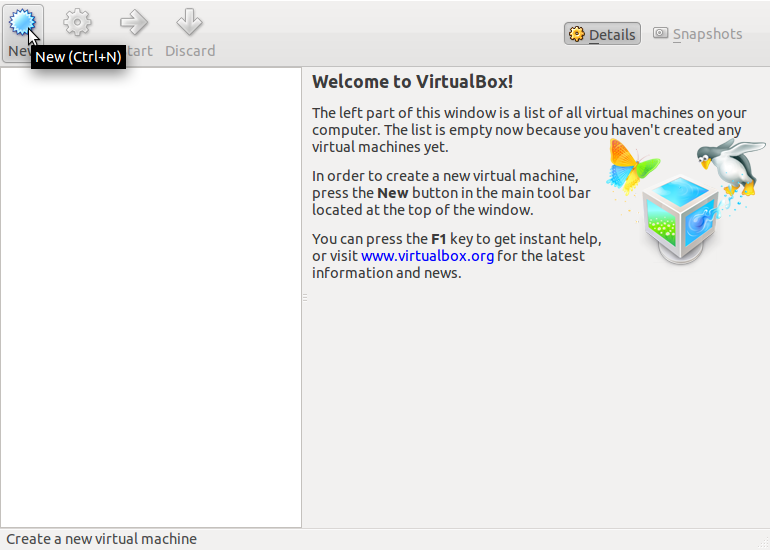 New
New (Ctrl+N)
Discard
Details
Snapshots
Welcome to VirtualBox!
The left part of this window is a list of all virtual machines on your
computer. The list is empty now because you haven't created any
virtual machines yet.
In order to create a new virtual machine,
press the New button in the main tool bar
located at the top of the window.
You can press the F1 key to get instant help,
or visit www.virtualbox.org for the latest
information and news.
Create a new virtual machine